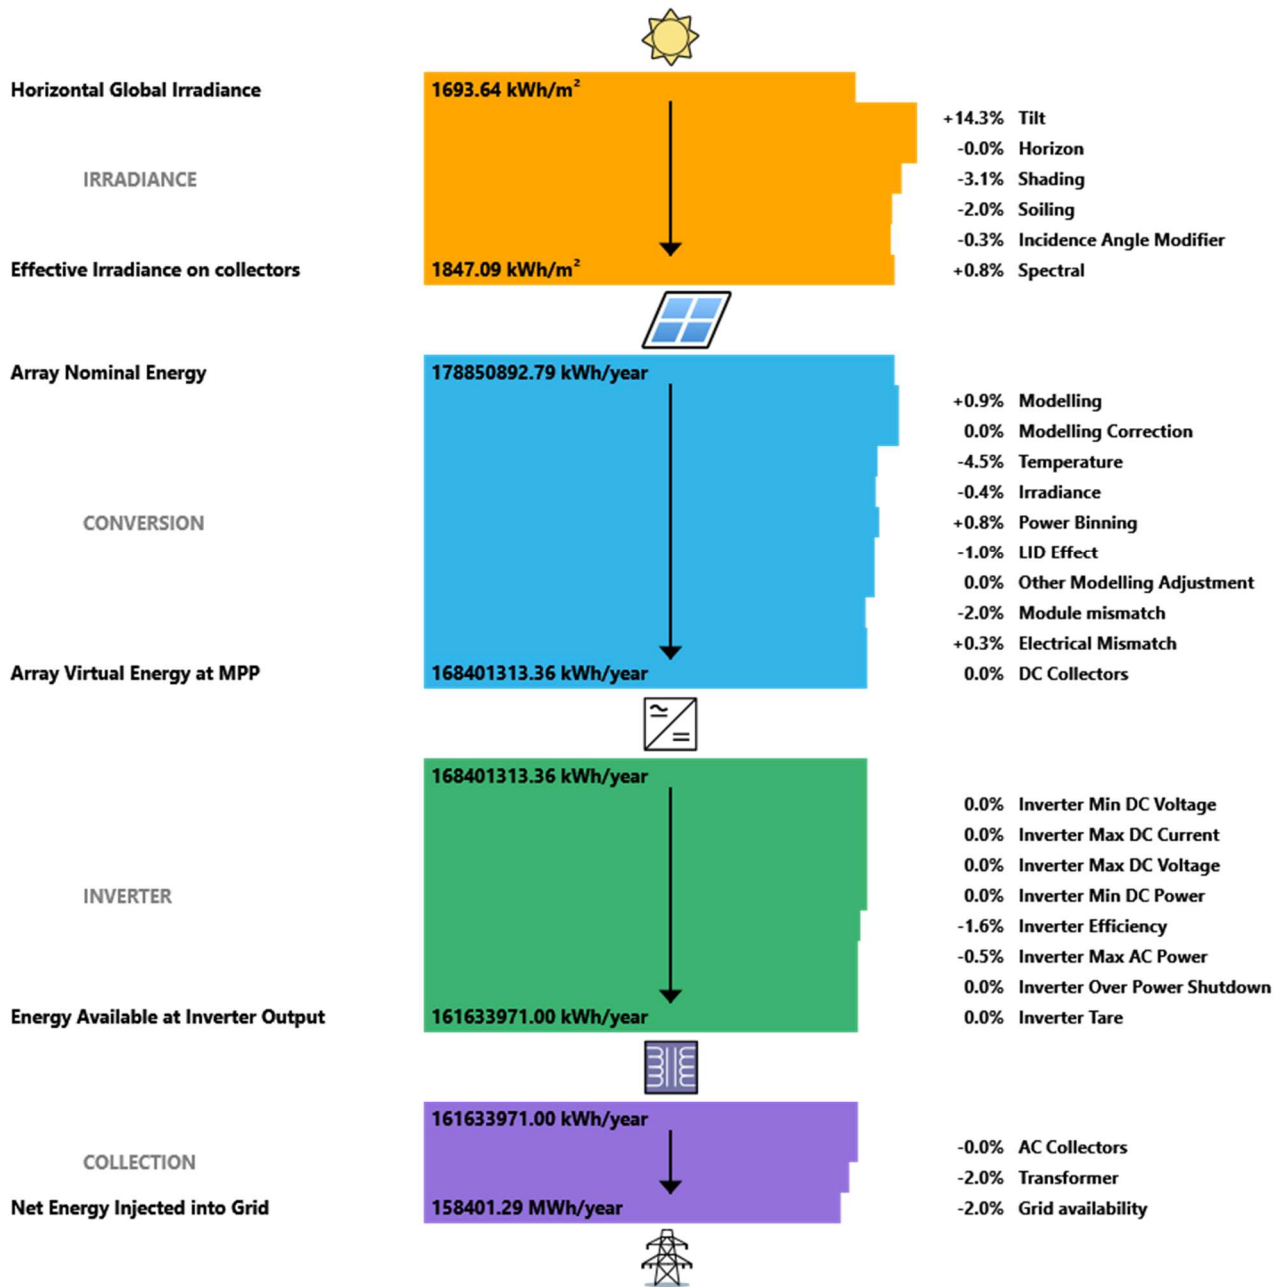 Horizontal Global Irradiance
1693.64 kWh/m²
+14.3% Tilt
-0.0% Horizon
IRRADIANCE
-3.1% Shading
-2.0% Soiling
-0.3% Incidence Angle Modifier
Effective Irradiance on collectors
1847.09 kWh/m²
+0.8% Spectral
Array Nominal Energy
178850892.79 kWh/year
+0.9% Modelling
0.0% Modelling Correction
-4.5% Temperature
-0.4% Irradiance
CONVERSION
+0.8% Power Binning
-1.0% LID Effect
0.0% Other Modelling Adjustment
-2.0% Module mismatch
+0.3% Electrical Mismatch
Array Virtual Energy at MPP
168401313.36 kWh/year
0.0% DC Collectors
168401313.36 kWh/year
0.0% Inverter Min DC Voltage
0.0% Inverter Max DC Current
0.0% Inverter Max DC Voltage
INVERTER
0.0% Inverter Min DC Power
-1.6% Inverter Efficiency
-0.5% Inverter Max AC Power
0.0% Inverter Over Power Shutdown
Energy Available at Inverter Output
161633971.00 kWh/year
0.0% Inverter Tare
161633971.00 kWh/year
-0.0% AC Collectors
COLLECTION
-2.0% Transformer
Net Energy Injected into Grid
158401.29 MWh/year
-2.0% Grid availability